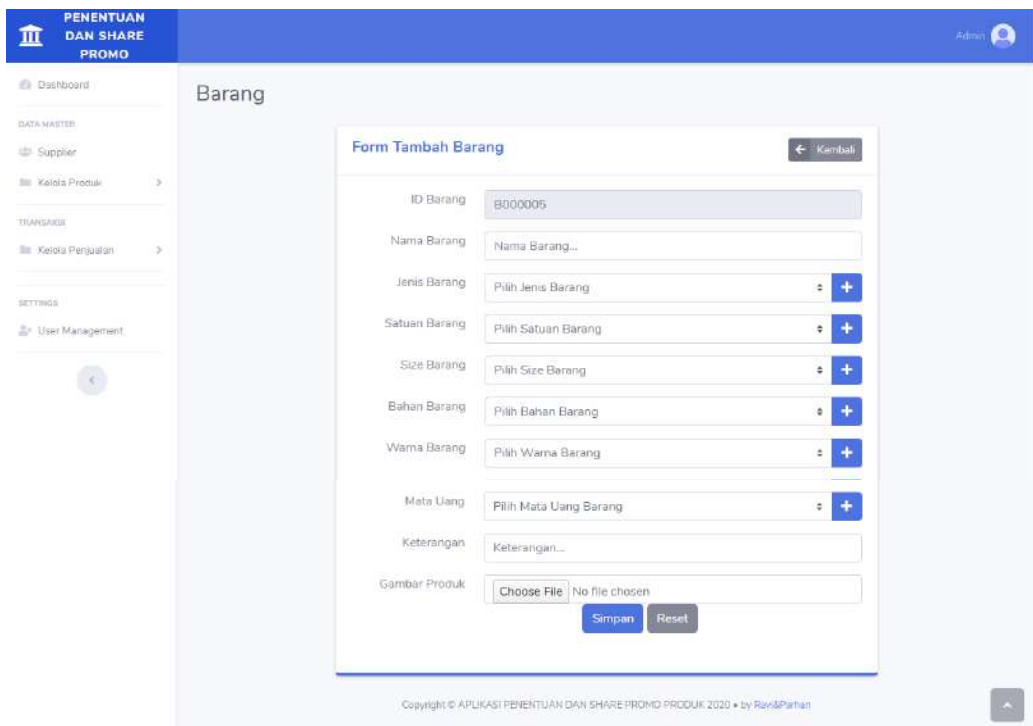 PENENTUAN
DAN SHARE
PROMO
Admin
Dashboard
DATA MASTER
Supplier
Kelola Produk
TRANSAKSI
Kelola Penjualan
SETTINGS
User Management
Barang
Form Tambah Barang
Kembali
ID Barang
B000005
Nama Barang
Nama Barang...
Jenis Barang
Pilih Jenis Barang
Satuan Barang
Pilih Satuan Barang
Size Barang
Pilih Size Barang
Bahan Barang
Pilih Bahan Barang
Warna Barang
Pilih Warna Barang
Mata Uang
Pilih Mata Uang Barang
Keterangan
Keterangan...
Gambar Produk
Choose File No file chosen
Simpan
Reset
Copyright © APLIKASI PENENTUAN DAN SHARE PROMO PRODUK 2020 • by Ravi&Parhan